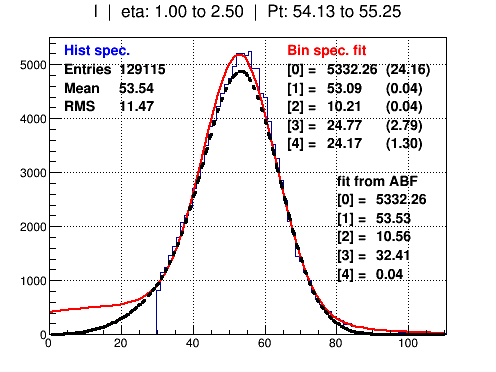 I | eta: 1.00 to 2.50 | Pt: 54.13 to 55.25
Hist spec.
Entries 129115
Mean 53.54
RMS 11.47
Bin spec. fit
[0] = 5332.26 (24.16)
[1] = 53.09 (0.04)
[2] = 10.21 (0.04)
[3] = 24.77 (2.79)
[4] = 24.17 (1.30)
fit from ABF
[0] = 5332.26
[1] = 53.53
[2] = 10.56
[3] = 32.41
[4] = 0.04
5000
4000
3000
2000
1000
0
0 20 40 60 80 100